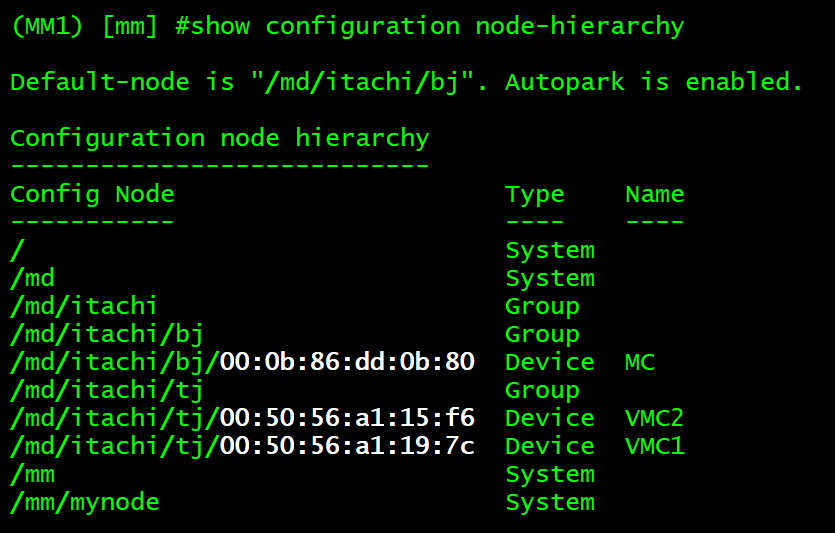 (MM1) [mm] #show configuration node-hierarchy
Default-node is "/md/itachi/bj". Autopark is enabled.
Configuration node hierarchy
----------------------------
Config Node                      Type    Name
-----------                      ----    ----
/                                System
/md                              System
/md/itachi                       Group
/md/itachi/bj                    Group
/md/itachi/bj/00:0b:86:dd:0b:80  Device  MC
/md/itachi/tj                    Group
/md/itachi/tj/00:50:56:a1:15:f6  Device  VMC2
/md/itachi/tj/00:50:56:a1:19:7c  Device  VMC1
/mm                              System
/mm/mynode                       System